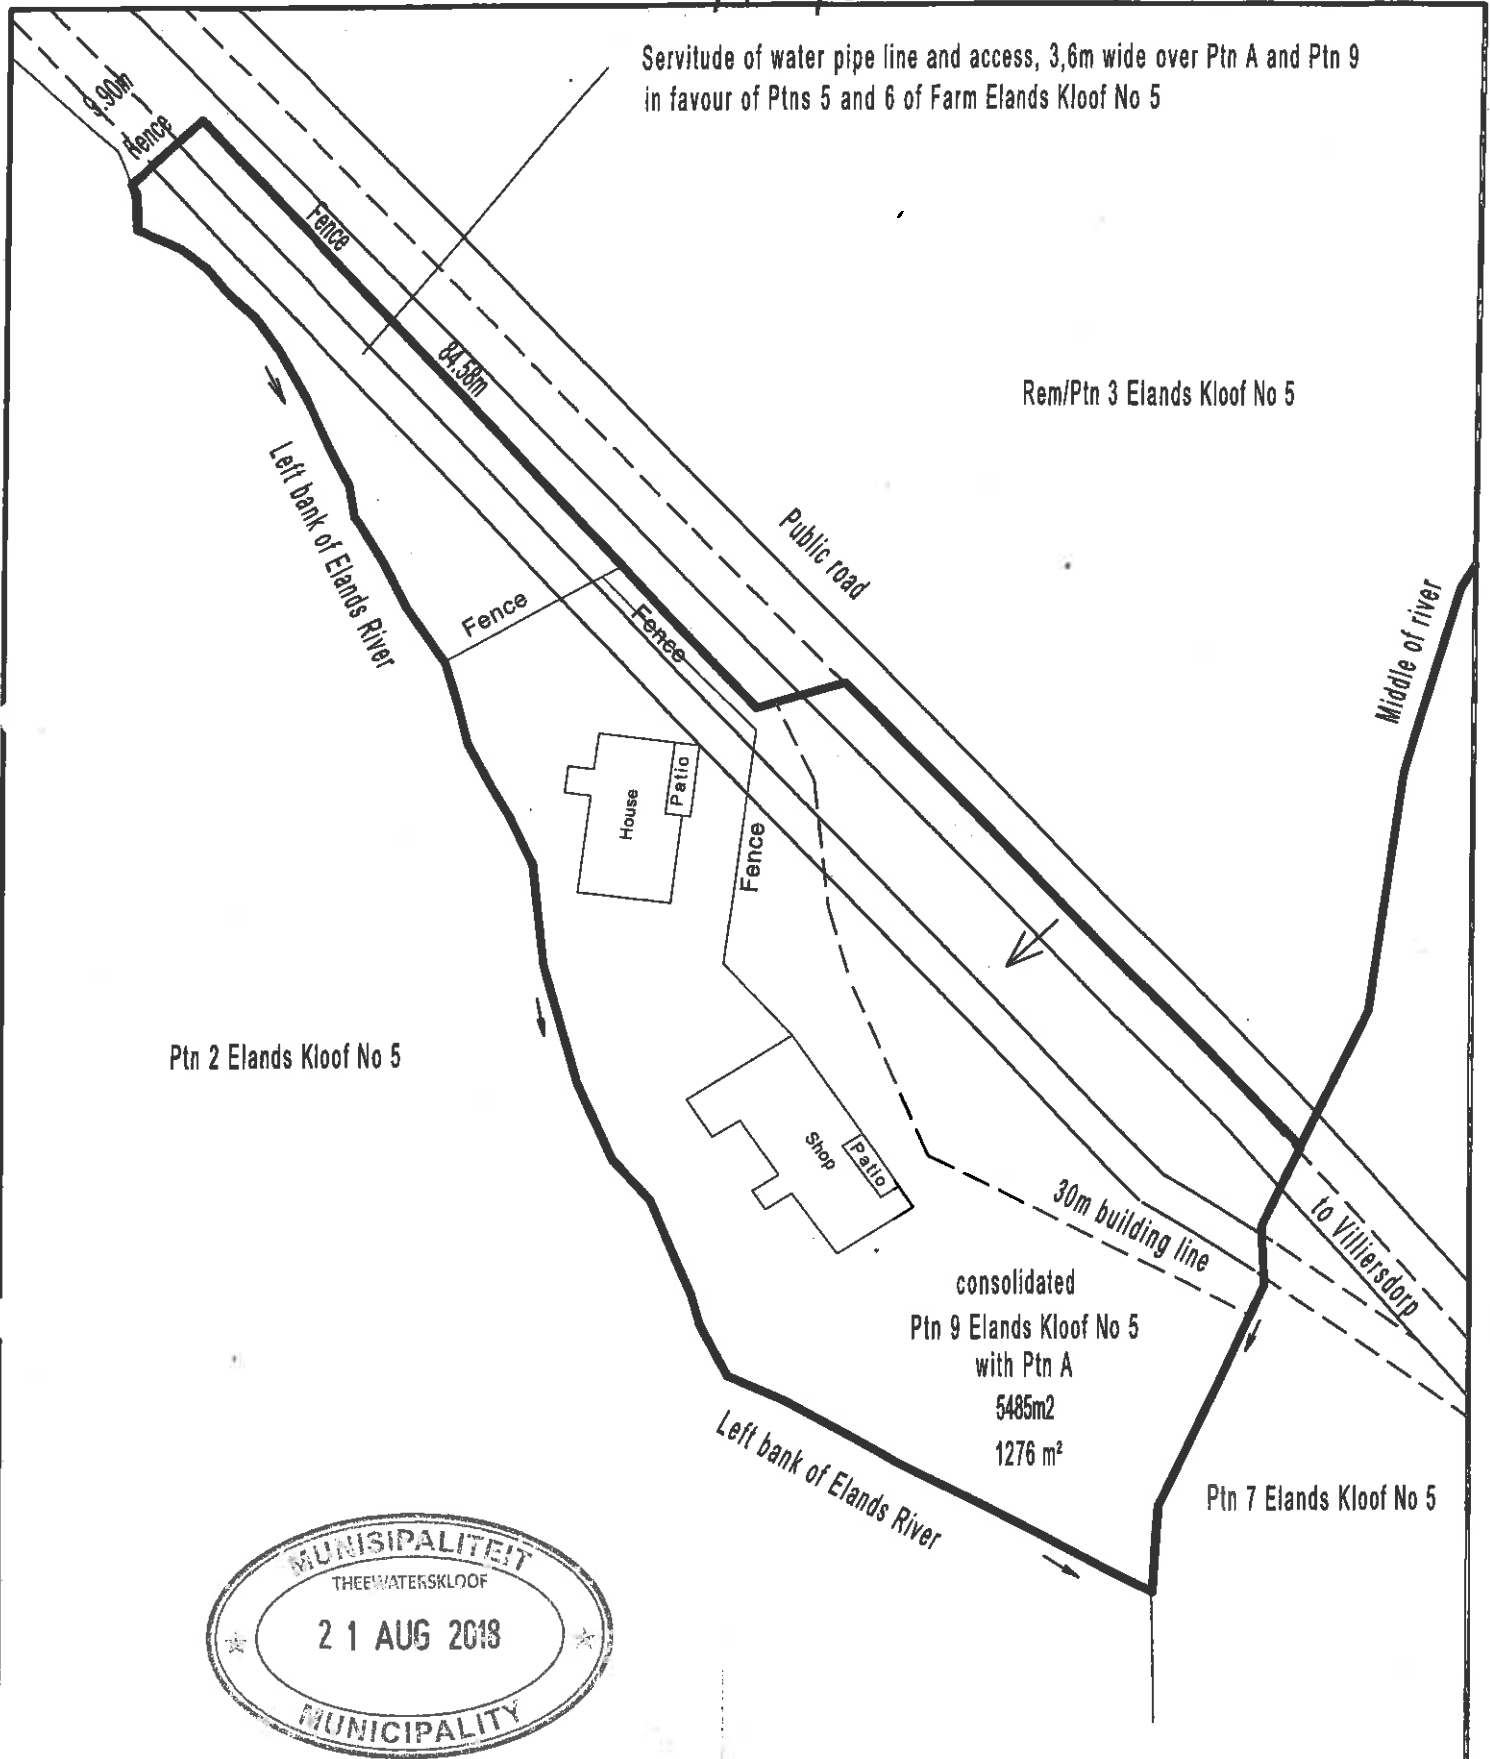 Servitude of water pipe line and access, 3,6m wide over Ptn A and Ptn 9
in favour of Ptns 5 and 6 of Farm Elands Kloof No 5
9.90m
Fence
Fence
84.58m
Rem/Ptn 3 Elands Kloof No 5
Left bank of Elands River
Public road
Fence
Fence
Middle of river
House
Patio
Fence
Ptn 2 Elands Kloof No 5
Shop
Patio
30m building line
to Villiersdorp
consolidated
Ptn 9 Elands Kloof No 5
with Ptn A
5485m2
1276 m²
Left bank of Elands River
Ptn 7 Elands Kloof No 5
MUNISIPALITEIT
THEEWATERSKLOOF
21 AUG 2018
MUNICIPALITY